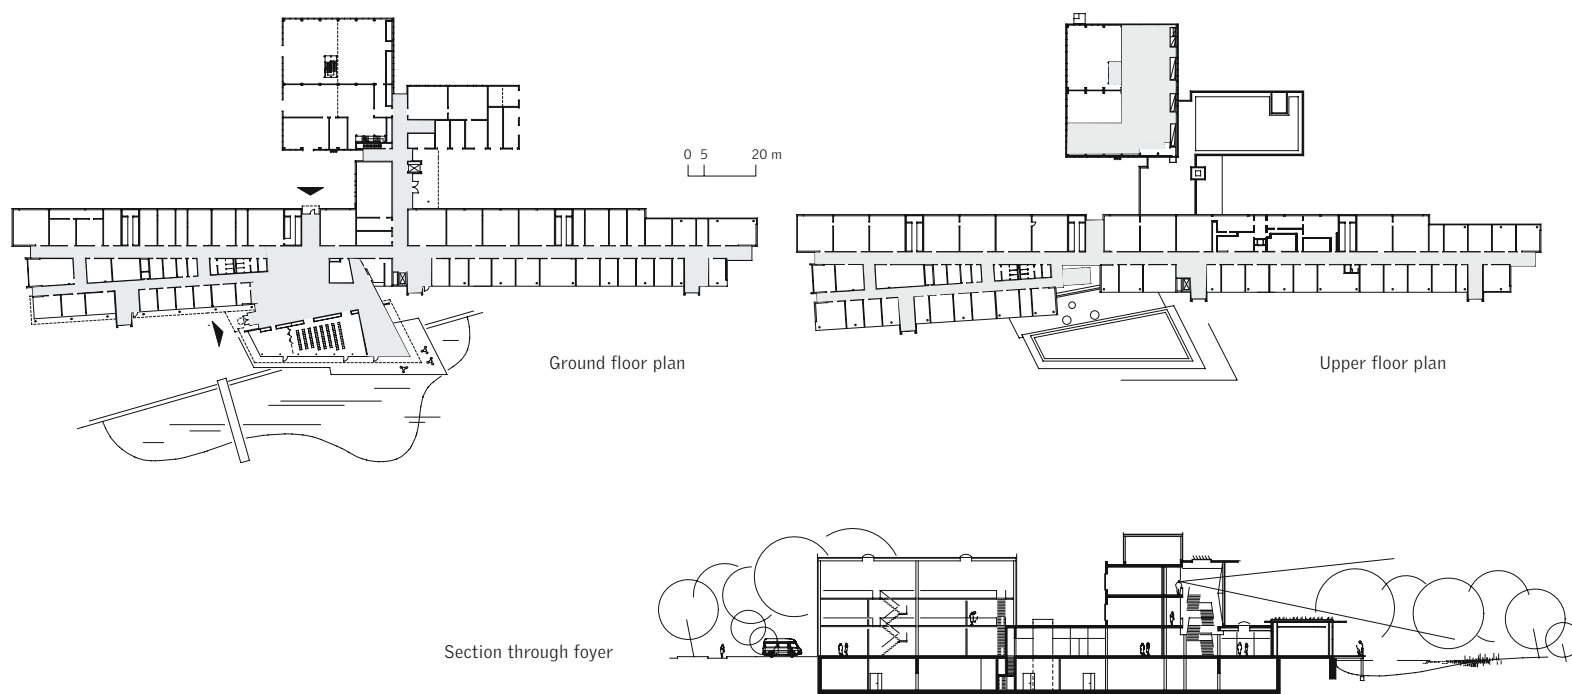 0 5 20 m
Ground floor plan
Upper floor plan
Section through foyer